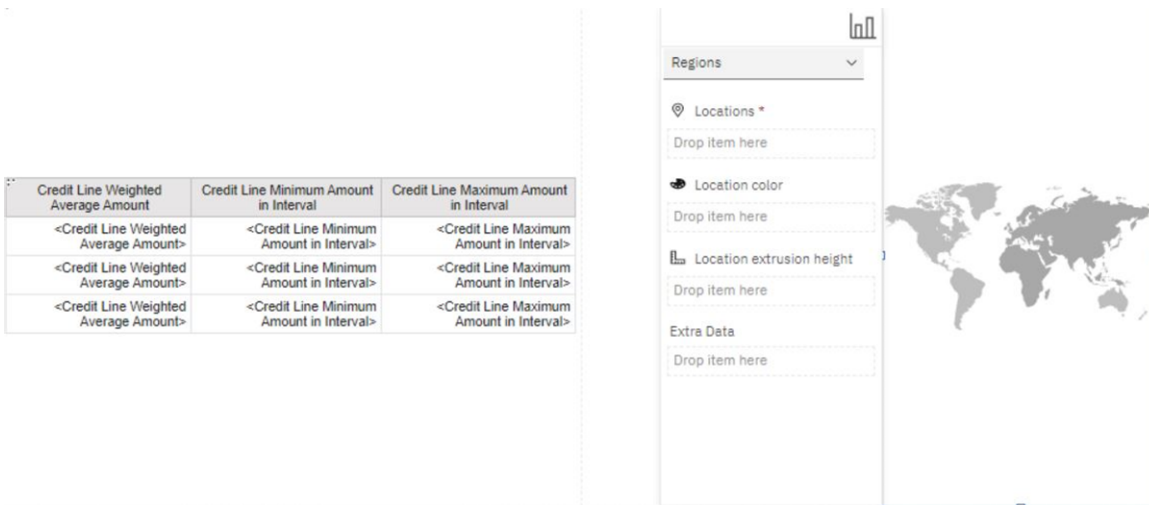 Credit Line Weighted
Average Amount
Credit Line Minimum Amount
in Interval
Credit Line Maximum Amount
in Interval
<Credit Line Weighted
Average Amount>
<Credit Line Minimum
Amount in Interval>
<Credit Line Maximum
Amount in Interval>
<Credit Line Weighted
Average Amount>
<Credit Line Minimum
Amount in Interval>
<Credit Line Maximum
Amount in Interval>
<Credit Line Weighted
Average Amount>
<Credit Line Minimum
Amount in Interval>
<Credit Line Maximum
Amount in Interval>
Regions
Locations *
Drop item here
Location color
Drop item here
Location extrusion height
Drop item here
Extra Data
Drop item here